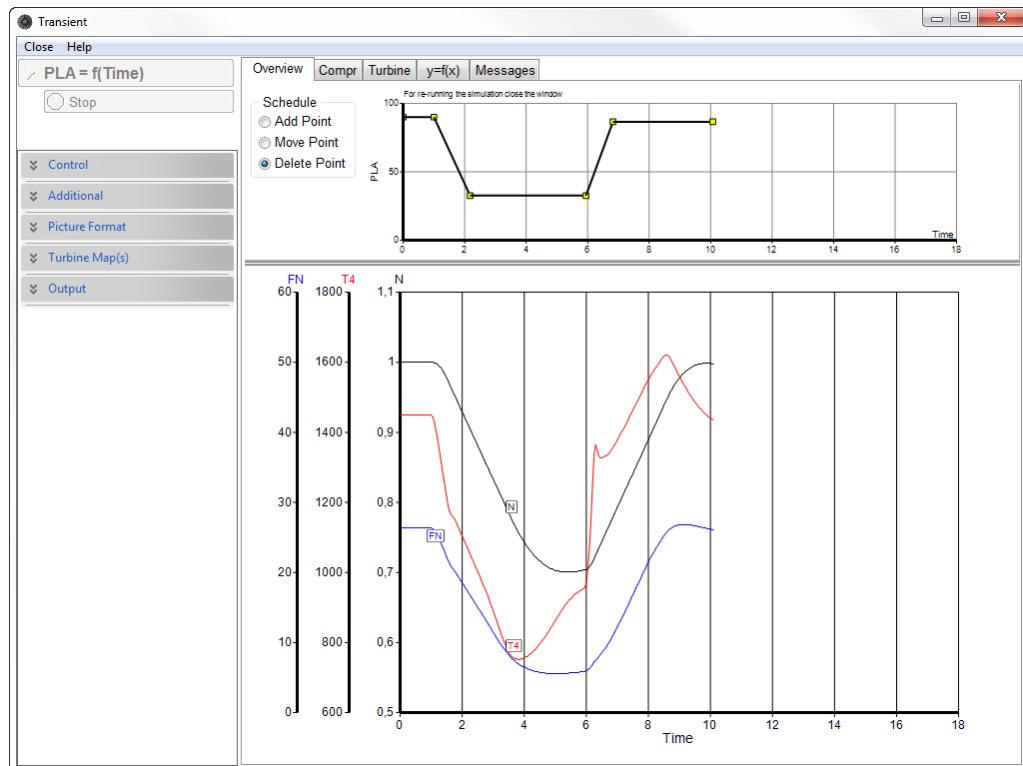 Transient
Close Help
PLA = f(Time)
Stop
Control
Additional
Picture Format
Turbine Map(s)
Output
Overview Compr Turbine y=f(x) Messages
Schedule
Add Point
Move Point
Delete Point
For re-running the simulation close the window
100
50
0
PLA
Time
0 2 4 6 8 10 12 14 16 18
FN T4 N
60 1800 1,1
50 1600 1
40 1400 0,9
30 1200 0,8
20 1000 0,7
10 800 0,6
0 600 0,5
N
FN
T4
0 2 4 6 8 10 12 14 16 18
Time